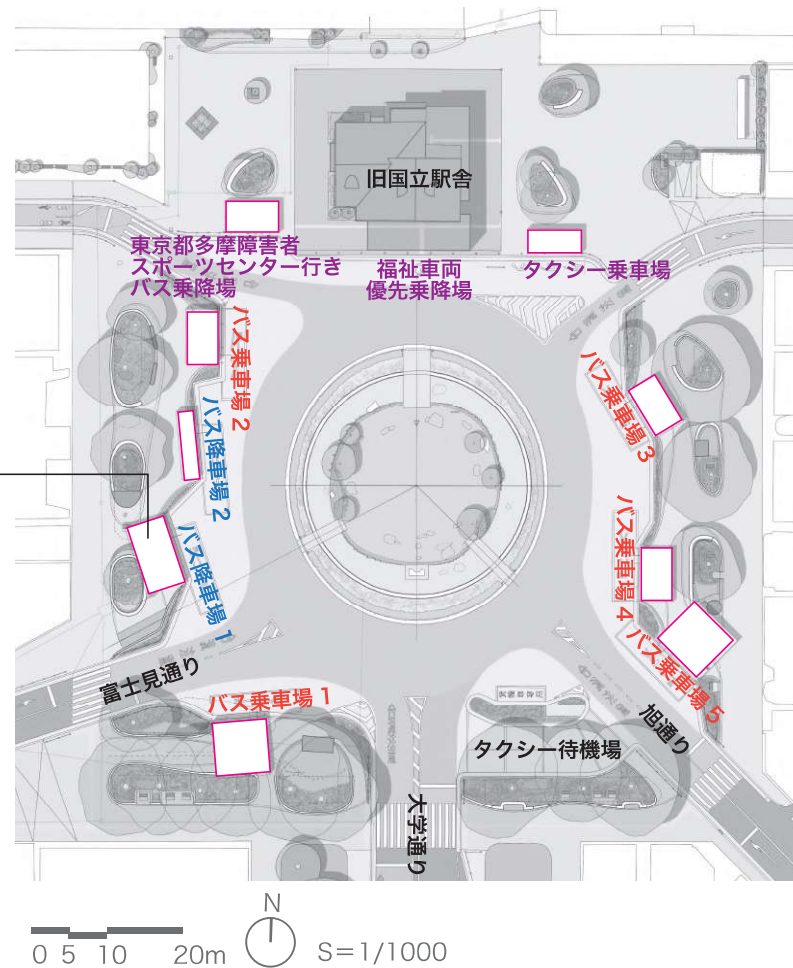 旧国立駅舎
東京都多摩障害者
スポーツセンター行き
バス乗降場
福祉車両
優先乗降場
タクシー乗車場
バス乗車場 2
バス降車場 2
バス降車場 1
バス乗車場 3
バス乗車場 4
バス乗車場 5
富士見通り
バス乗車場 1
タクシー待機場
旭通り
大学通り
N
0 5 10 20m
S=1/1000